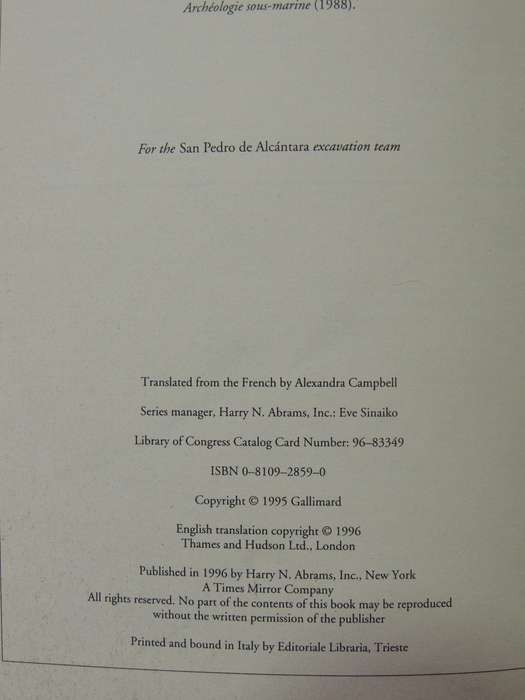 Archéologie sous-marine (1988).
For the San Pedro de Alcántara excavation team
Translated from the French by Alexandra Campbell
Series manager, Harry N. Abrams, Inc.: Eve Sinaiko
Library of Congress Catalog Card Number: 96–83349
ISBN 0–8109–2859–0
Copyright © 1995 Gallimard
English translation copyright © 1996
Thames and Hudson Ltd., London
Published in 1996 by Harry N. Abrams, Inc., New York
A Times Mirror Company
All rights reserved. No part of the contents of this book may be reproduced
without the written permission of the publisher
Printed and bound in Italy by Editoriale Libraria, Trieste